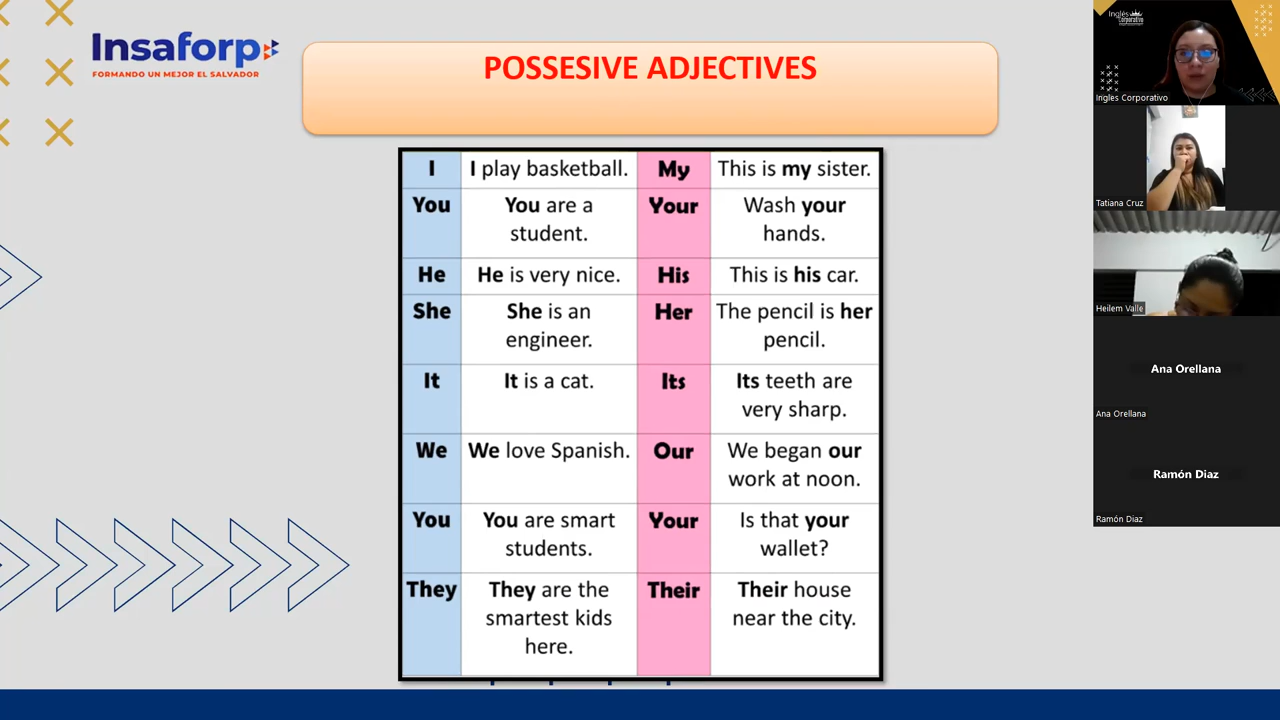 Insaforp
FORMANDO UN MEJOR EL SALVADOR
POSSESIVE ADJECTIVES
I
I play basketball.
My
This is my sister.
You
You are a
student.
Your
Wash your
hands.
He
He is very nice.
His
This is his car.
She
She is an
engineer.
Her
The pencil is her
pencil.
It
It is a cat.
Its
Its teeth are
very sharp.
We
We love Spanish.
Our
We began our
work at noon.
You
You are smart
students.
Your
Is that your
wallet?
They
They are the
smartest kids
here.
Their
Their house
near the city.
Inglés
Corporativo
Ingles Corporativo
Tatiana Cruz
Heilem Valle
Ana Orellana
Ana Orellana
Ramón Diaz
Ramón Diaz